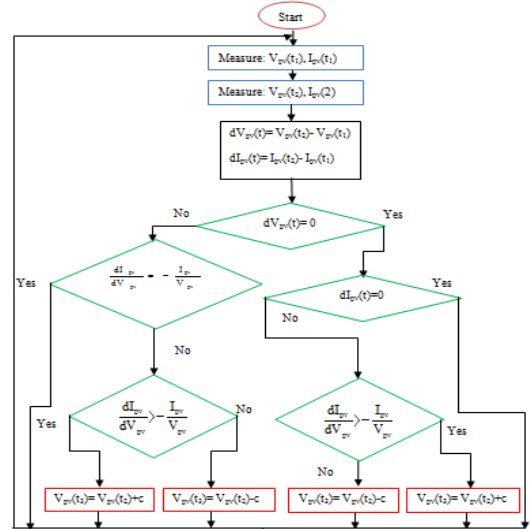 Start
Measure: Vpv(t1), Ipv(t1)
Measure: Vpv(t2), Ipv(2)
dVpv(t)= Vpv(t2)- Vpv(t1)
dIpv(t)= Ipv(t2)- Ipv(t1)
No
dVpv(t)= 0
Yes
dIpv/dVpv = - Ipv/Vpv
Yes
dIpv(t)=0
Yes
No
No
dIpv/dVpv>-Ipv/Vpv
Yes
No
dIpv/dVpv>-Ipv/Vpv
Yes
No
Vpv(t2)= Vpv(t2)+c
Vpv(t2)= Vpv(t2)-c
Vpv(t2)= Vpv(t2)-c
Vpv(t2)= Vpv(t2)+c